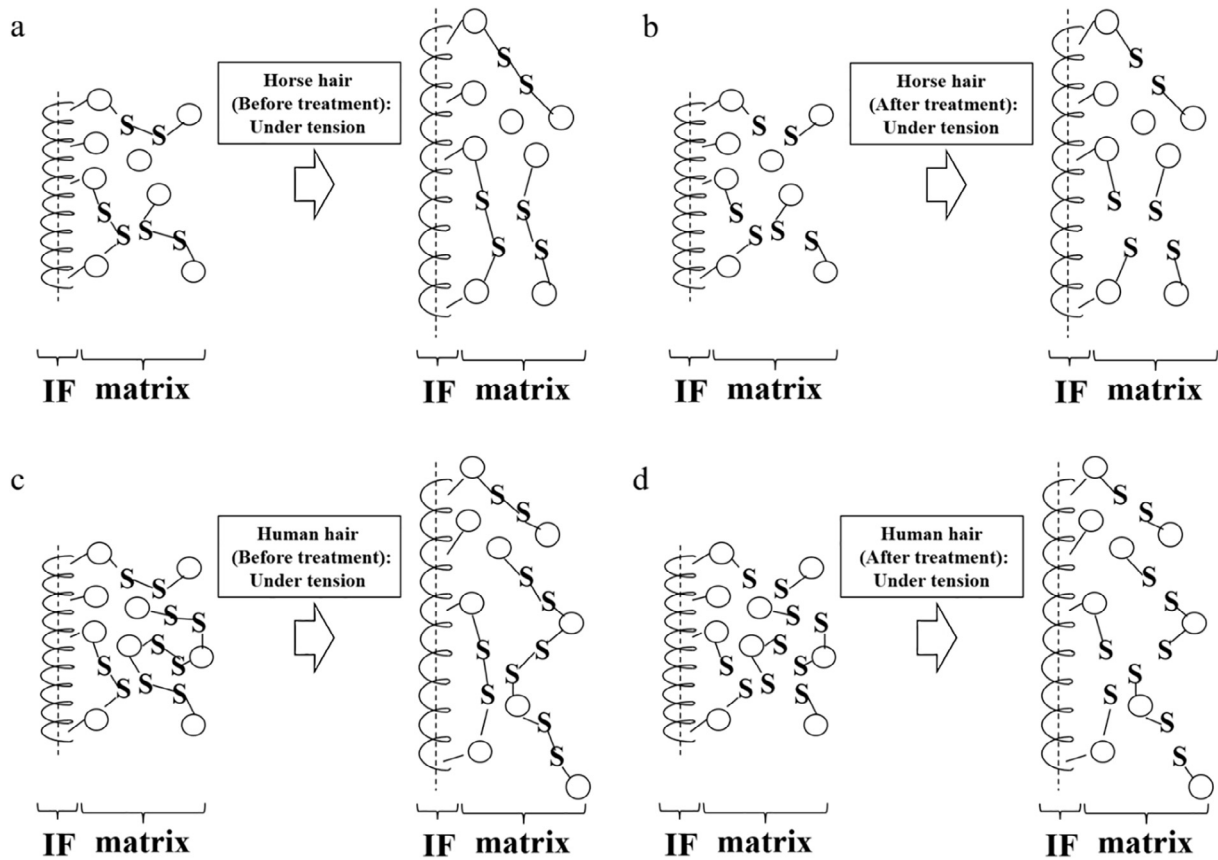 a
S
S
S
S
S
S
Horse hair
(Before treatment):
Under tension
S
S
S
S
S
S
IF matrix
IF matrix
b
S S
S
S S S
Horse hair
(After treatment):
Under tension
S
S
S
S
S
S
IF matrix
IF matrix
c
S S
S S
S
S S
S S S
Human hair
(Before treatment):
Under tension
S
S
S
S
S
S
S
S
S
S
IF matrix
IF matrix
d
S S
S S
S
S S
S S S
Human hair
(After treatment):
Under tension
S
S
S
S
S
S
S
S
S
S
IF matrix
IF matrix